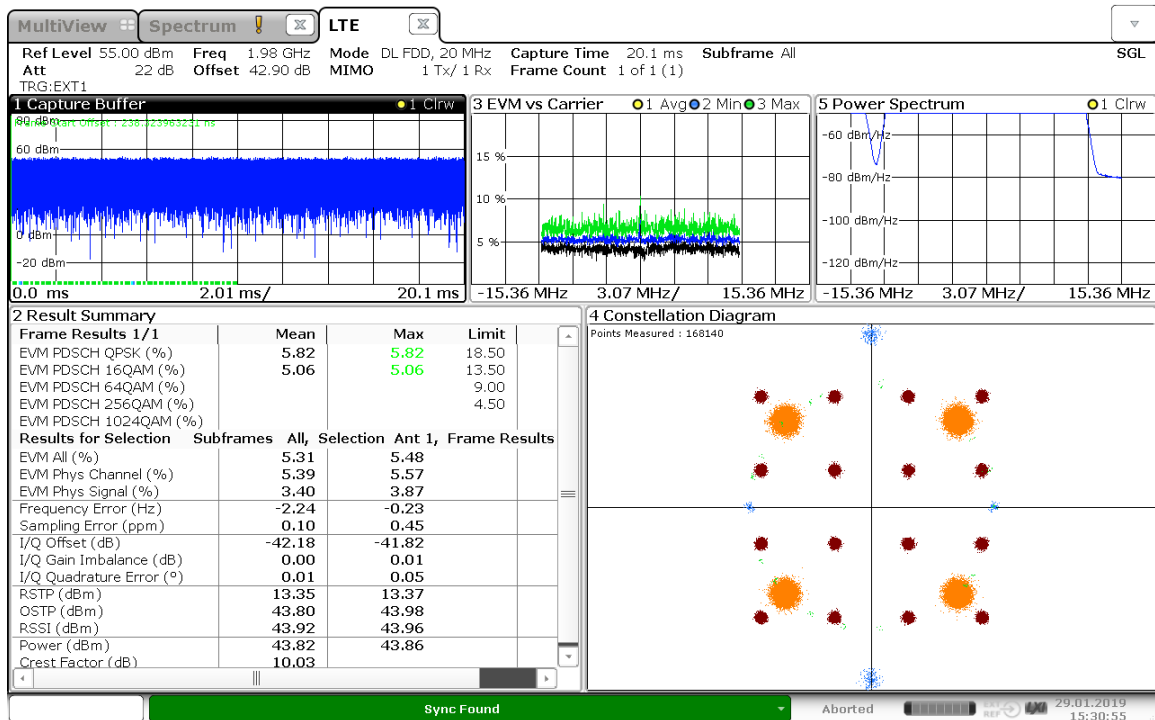 MultiView Spectrum ! X LTE X
Ref Level 55.00 dBm Freq 1.98 GHz Mode DL FDD, 20 MHz Capture Time 20.1 ms Subframe All SGL
Att 22 dB Offset 42.90 dB MIMO 1 Tx/ 1 Rx Frame Count 1 of 1 (1)
TRG:EXT1
1 Capture Buffer 1 Clrw
80 dBm
60 dBm
0 dBm
-20 dBm
0.0 ms 2.01 ms/ 20.1 ms
3 EVM vs Carrier 1 Avg 2 Min 3 Max
15 %
10 %
5 %
-15.36 MHz 3.07 MHz/ 15.36 MHz
5 Power Spectrum 1 Clrw
-60 dBm/Hz
-80 dBm/Hz
-100 dBm/Hz
-120 dBm/Hz
-15.36 MHz 3.07 MHz/ 15.36 MHz
2 Result Summary
Frame Results 1/1 Mean Max Limit
EVM PDSCH QPSK (%) 5.82 5.82 18.50
EVM PDSCH 16QAM (%) 5.06 5.06 13.50
EVM PDSCH 64QAM (%) 9.00
EVM PDSCH 256QAM (%) 4.50
EVM PDSCH 1024QAM (%)
Results for Selection Subframes All, Selection Ant 1, Frame Results
EVM All (%) 5.31 5.48
EVM Phys Channel (%) 5.39 5.57
EVM Phys Signal (%) 3.40 3.87
Frequency Error (Hz) -2.24 -0.23
Sampling Error (ppm) 0.10 0.45
I/Q Offset (dB) -42.18 -41.82
I/Q Gain Imbalance (dB) 0.00 0.01
I/Q Quadrature Error (°) 0.01 0.05
RSTP (dBm) 13.35 13.37
OSTP (dBm) 43.80 43.98
RSSI (dBm) 43.92 43.96
Power (dBm) 43.82 43.86
Crest Factor (dB) 10.03
4 Constellation Diagram
Points Measured : 168140
Sync Found
Aborted
EXT REF
LXI
29.01.2019
15:30:55